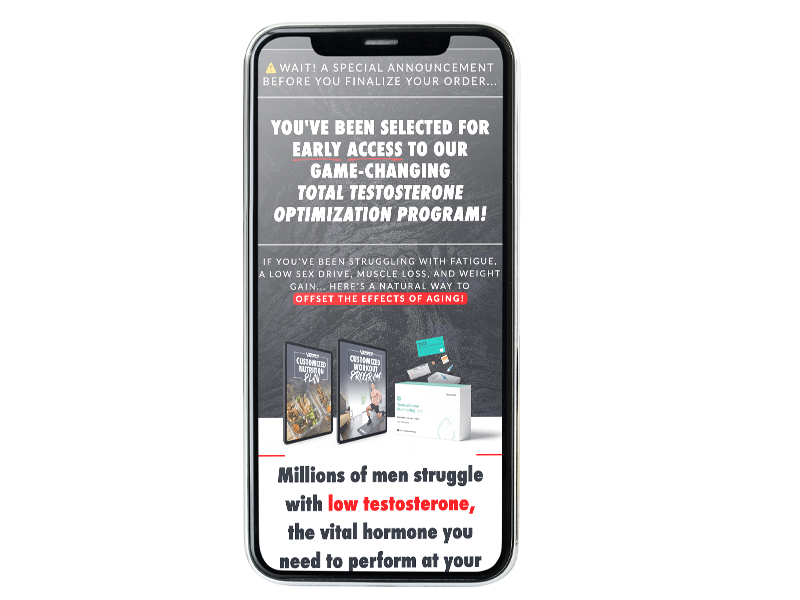 ⚠ WAIT! A SPECIAL ANNOUNCEMENT
BEFORE YOU FINALIZE YOUR ORDER...
YOU'VE BEEN SELECTED FOR
EARLY ACCESS TO OUR
GAME-CHANGING
TOTAL TESTOSTERONE
OPTIMIZATION PROGRAM!
IF YOU'VE BEEN STRUGGLING WITH FATIGUE,
A LOW SEX DRIVE, MUSCLE LOSS, AND WEIGHT
GAIN... HERE'S A NATURAL WAY TO
OFFSET THE EFFECTS OF AGING!
CUSTOMIZED
NUTRITION
PLAN
CUSTOMIZED
WORKOUT
PROGRAM
Testosterone
Millions of men struggle
with low testosterone,
the vital hormone you
need to perform at your